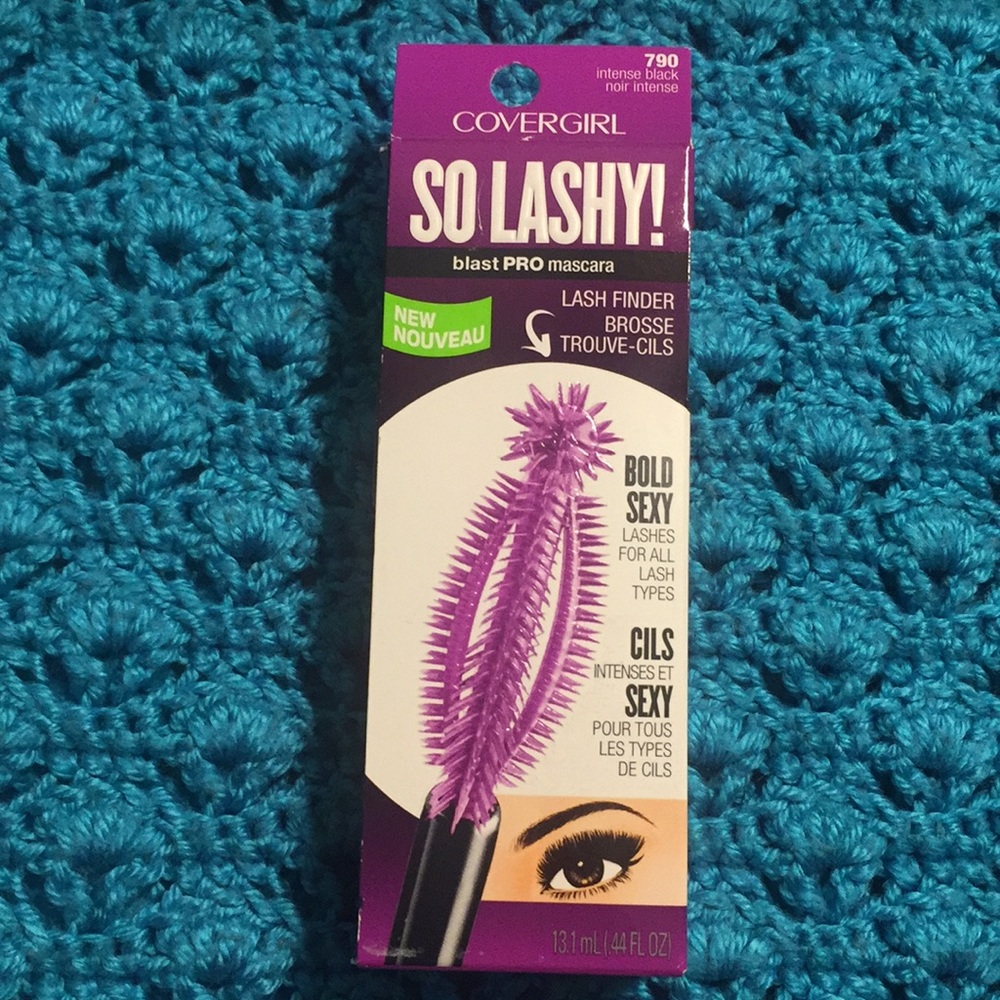 790
intense black
noir intense
COVERGIRL
SO LASHY!
blast PRO mascara
NEW
NOUVEAU
LASH FINDER
BROSSE
TROUVE-CILS
BOLD
SEXY
LASHES
FOR ALL
LASH
TYPES
CILS
INTENSES ET
SEXY
POUR TOUS
LES TYPES
DE CILS
13.1 mL (.44 FL OZ)